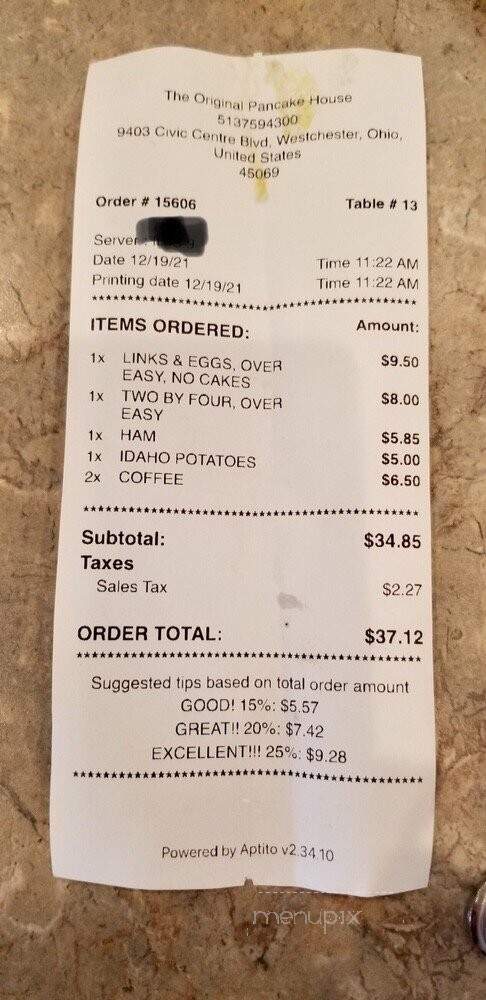 The Original Pancake House
5137594300
9403 Civic Centre Blvd, Westchester, Ohio,
United States
45069
Order # 15606 Table # 13
Server
Date 12/19/21 Time 11:22 AM
Printing date 12/19/21 Time 11:22 AM
****************************************
ITEMS ORDERED: Amount:
1x LINKS & EGGS, OVER $9.50
EASY, NO CAKES
1x TWO BY FOUR, OVER $8.00
EASY
1x HAM $5.85
1x IDAHO POTATOES $5.00
2x COFFEE $6.50
****************************************
Subtotal: $34.85
Taxes
Sales Tax $2.27
ORDER TOTAL: $37.12
****************************************
Suggested tips based on total order amount
GOOD! 15%: $5.57
GREAT!! 20%: $7.42
EXCELLENT!!! 25%: $9.28
****************************************
Powered by Aptito v2.34.10
menupix